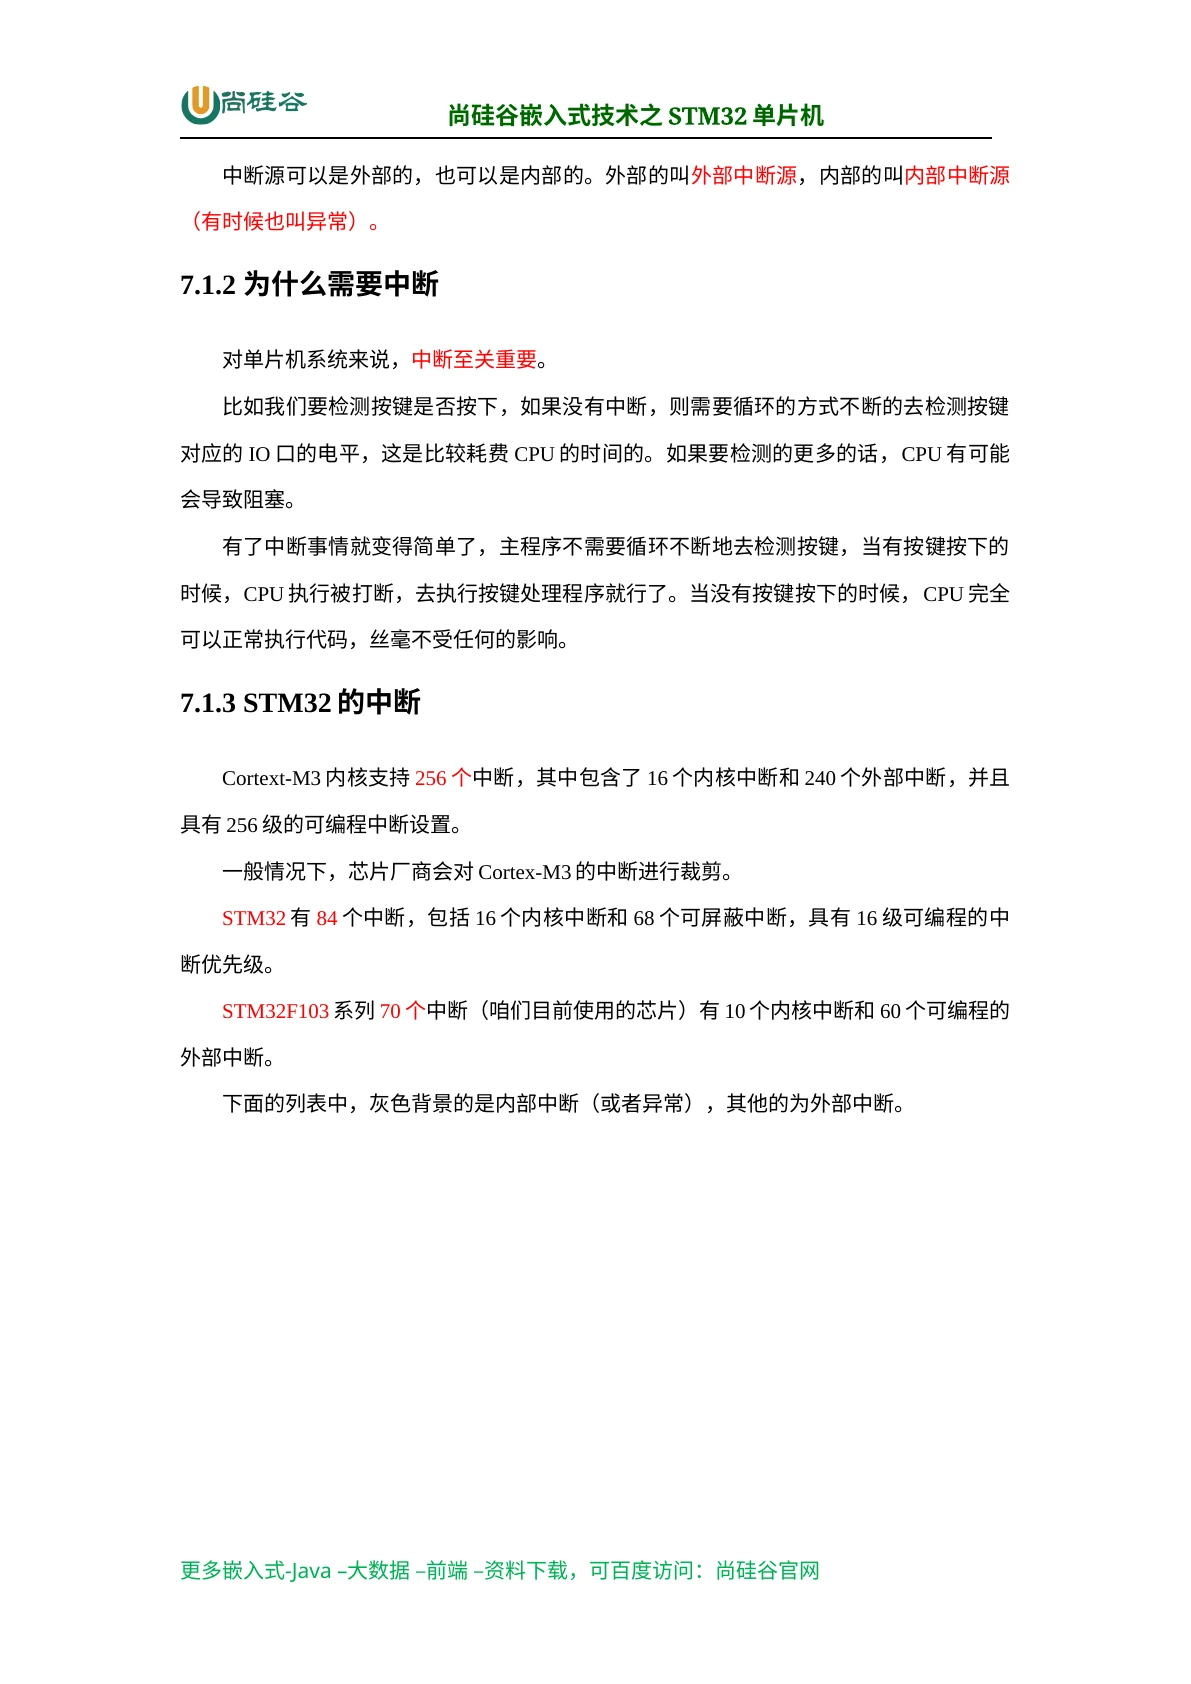 尚硅谷
尚硅谷嵌入式技术之 STM32 单片机
中断源可以是外部的，也可以是内部的。外部的叫外部中断源，内部的叫内部中断源
（有时候也叫异常）。
7.1.2 为什么需要中断
对单片机系统来说，中断至关重要。
比如我们要检测按键是否按下，如果没有中断，则需要循环的方式不断的去检测按键
对应的 IO 口的电平，这是比较耗费 CPU 的时间的。如果要检测的更多的话，CPU 有可能
会导致阻塞。
有了中断事情就变得简单了，主程序不需要循环不断地去检测按键，当有按键按下的
时候，CPU 执行被打断，去执行按键处理程序就行了。当没有按键按下的时候，CPU 完全
可以正常执行代码，丝毫不受任何的影响。
7.1.3 STM32 的中断
Cortext-M3 内核支持 256 个中断，其中包含了 16 个内核中断和 240 个外部中断，并且
具有 256 级的可编程中断设置。
一般情况下，芯片厂商会对 Cortex-M3 的中断进行裁剪。
STM32 有 84 个中断，包括 16 个内核中断和 68 个可屏蔽中断，具有 16 级可编程的中
断优先级。
STM32F103 系列 70 个中断（咱们目前使用的芯片）有 10 个内核中断和 60 个可编程的
外部中断。
下面的列表中，灰色背景的是内部中断（或者异常），其他的为外部中断。
更多嵌入式-Java –大数据 –前端 –资料下载，可百度访问：尚硅谷官网